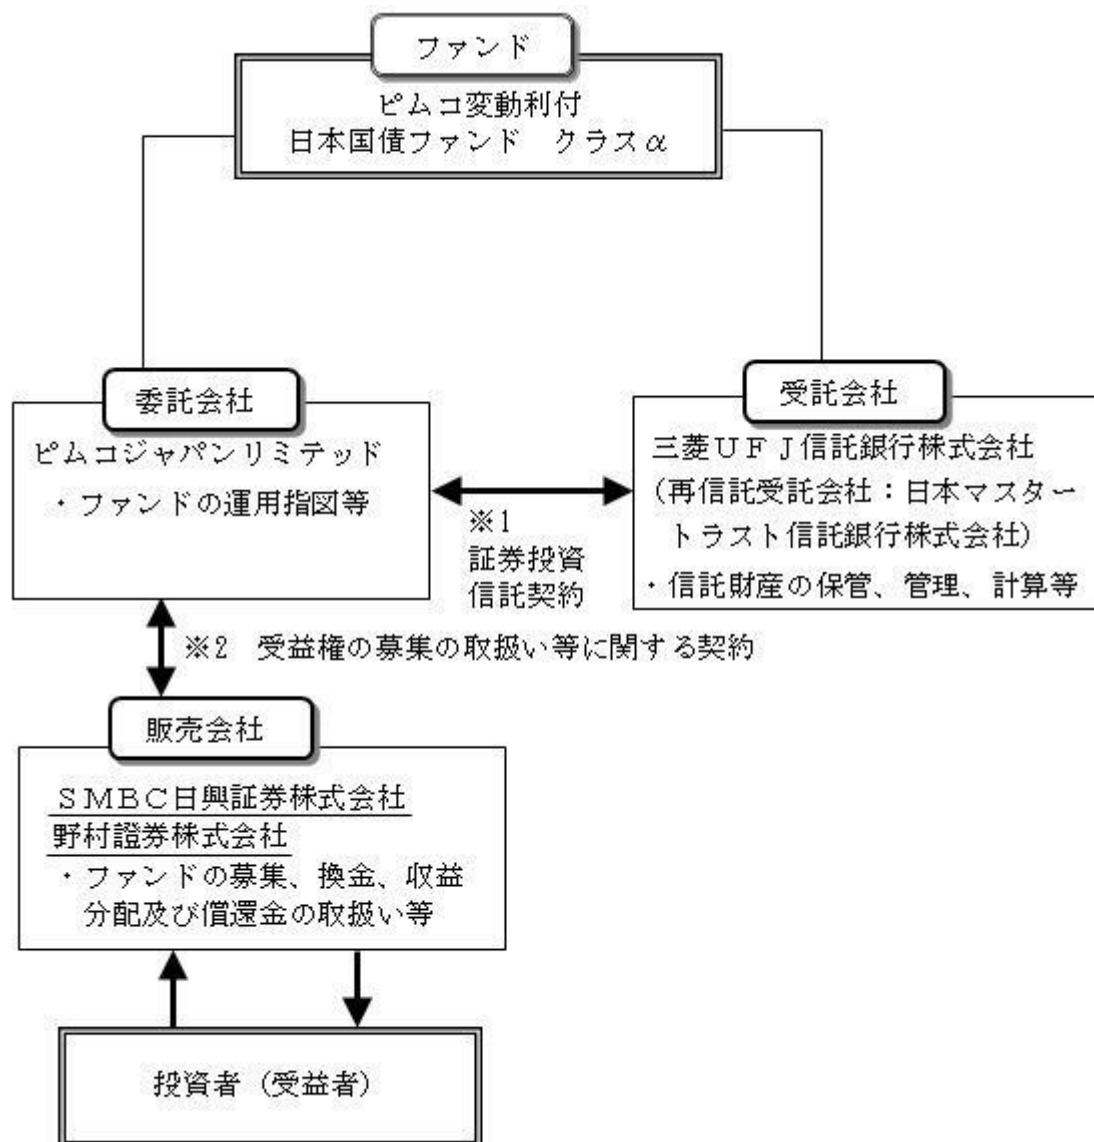 ファンド
ピムコ変動利付
日本国債ファンド　クラスα
委託会社
ピムコジャパンリミテッド
・ファンドの運用指図等
受託会社
三菱ＵＦＪ信託銀行株式会社
(再信託受託会社：日本マスター
トラスト信託銀行株式会社)
・信託財産の保管、管理、計算等
※1
証券投資
信託契約
※2　受益権の募集の取扱い等に関する契約
販売会社
ＳＭＢＣ日興証券株式会社
野村證券株式会社
・ファンドの募集、換金、収益
分配及び償還金の取扱い等
投資者（受益者）